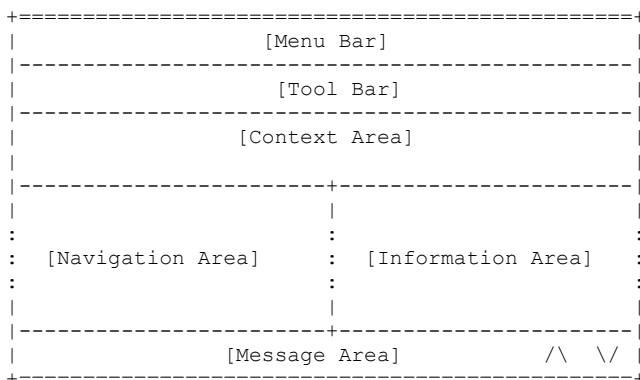 [Menu Bar]
[Tool Bar]
[Context Area]
[Navigation Area] : [Information Area]
[Message Area] /\ \/